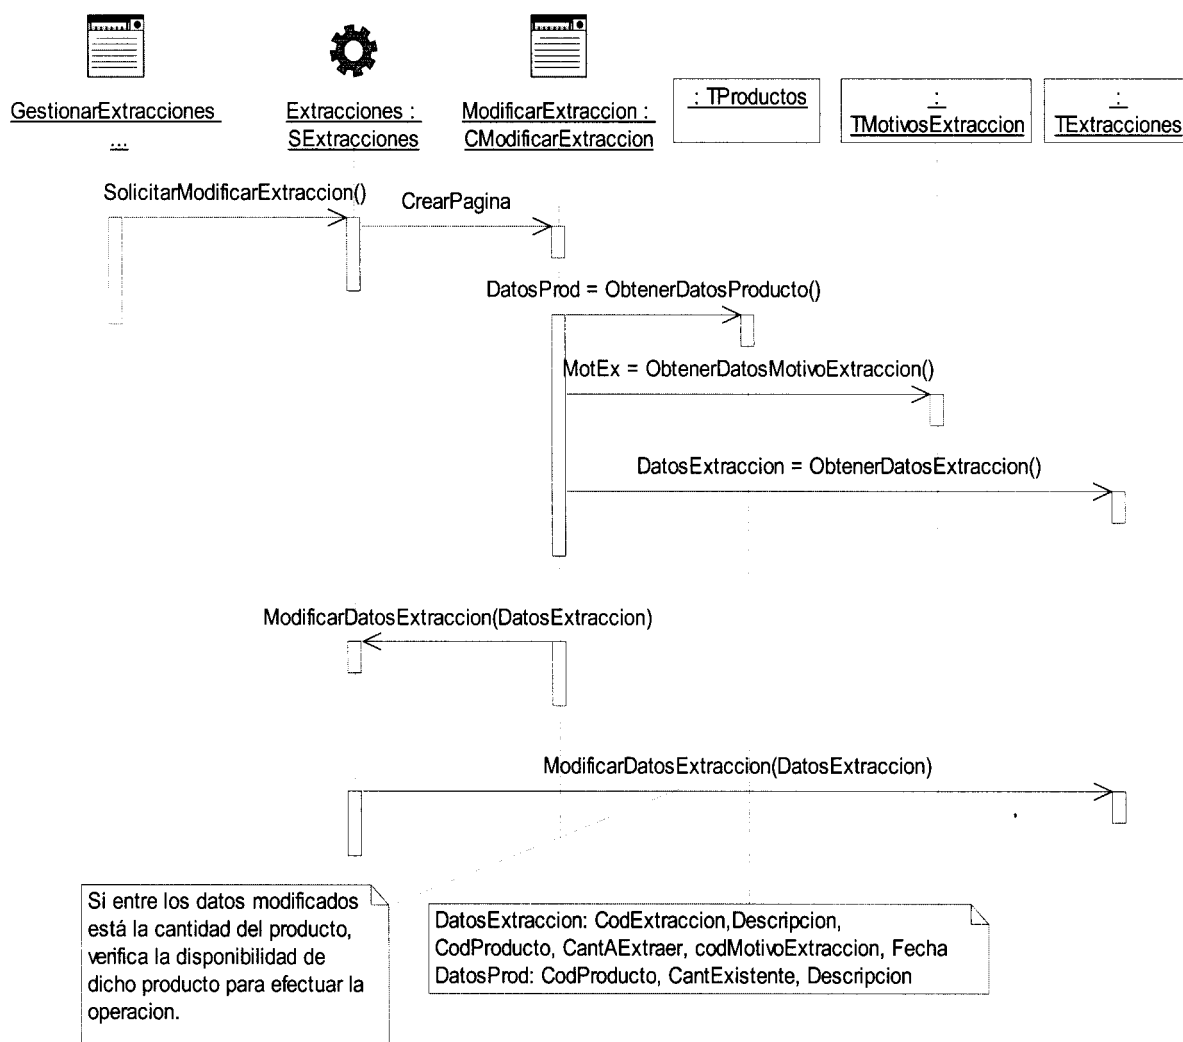 GestionarExtracciones
...
Extracciones :
SExtracciones
ModificarExtraccion :
CModificarExtraccion
: TProductos
:
TMotivosExtraccion
:
TExtracciones
SolicitarModificarExtraccion()
CrearPagina
DatosProd = ObtenerDatosProducto()
MotEx = ObtenerDatosMotivoExtraccion()
DatosExtraccion = ObtenerDatosExtraccion()
ModificarDatosExtraccion(DatosExtraccion)
ModificarDatosExtraccion(DatosExtraccion)
Si entre los datos modificados
está la cantidad del producto,
verifica la disponibilidad de
dicho producto para efectuar la
operacion.
DatosExtraccion: CodExtraccion,Descripcion,
CodProducto, CantAExtraer, codMotivoExtraccion, Fecha
DatosProd: CodProducto, CantExistente, Descripcion